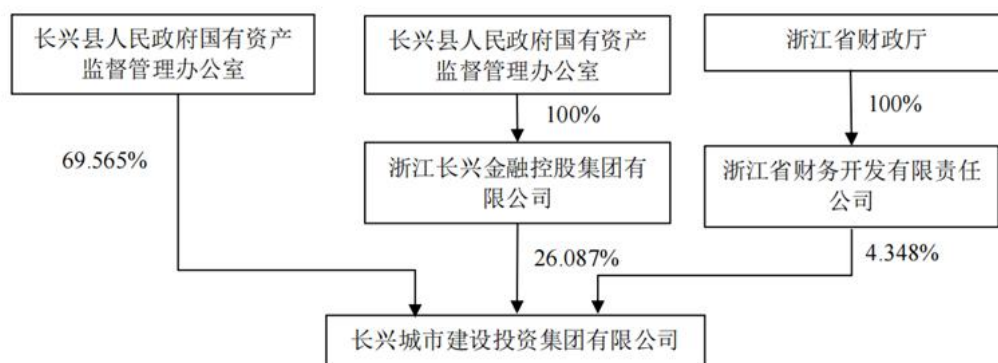 长兴县人民政府国有资产
监督管理办公室
长兴县人民政府国有资产
监督管理办公室
浙江省财政厅
100%
100%
69.565%
浙江长兴金融控股集团有
限公司
浙江省财务开发有限责任
公司
26.087%
4.348%
长兴城市建设投资集团有限公司